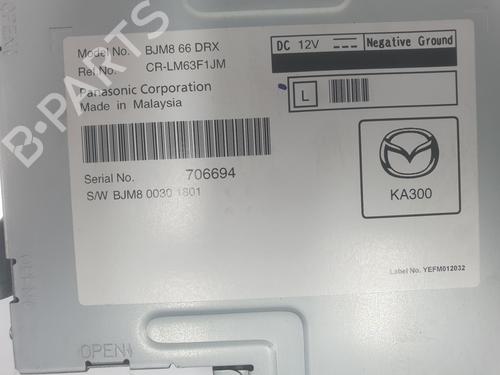 Model No. BJM8 66 DRX
Ref No. CR-LM63F1JM
Panasonic Corporation
Made in Malaysia
DC 12V Negative Ground
L
Serial No. 706694
S/W BJM8 0030 1801
KA300
Label No. YEFM012032
OPEN
B-PARTS